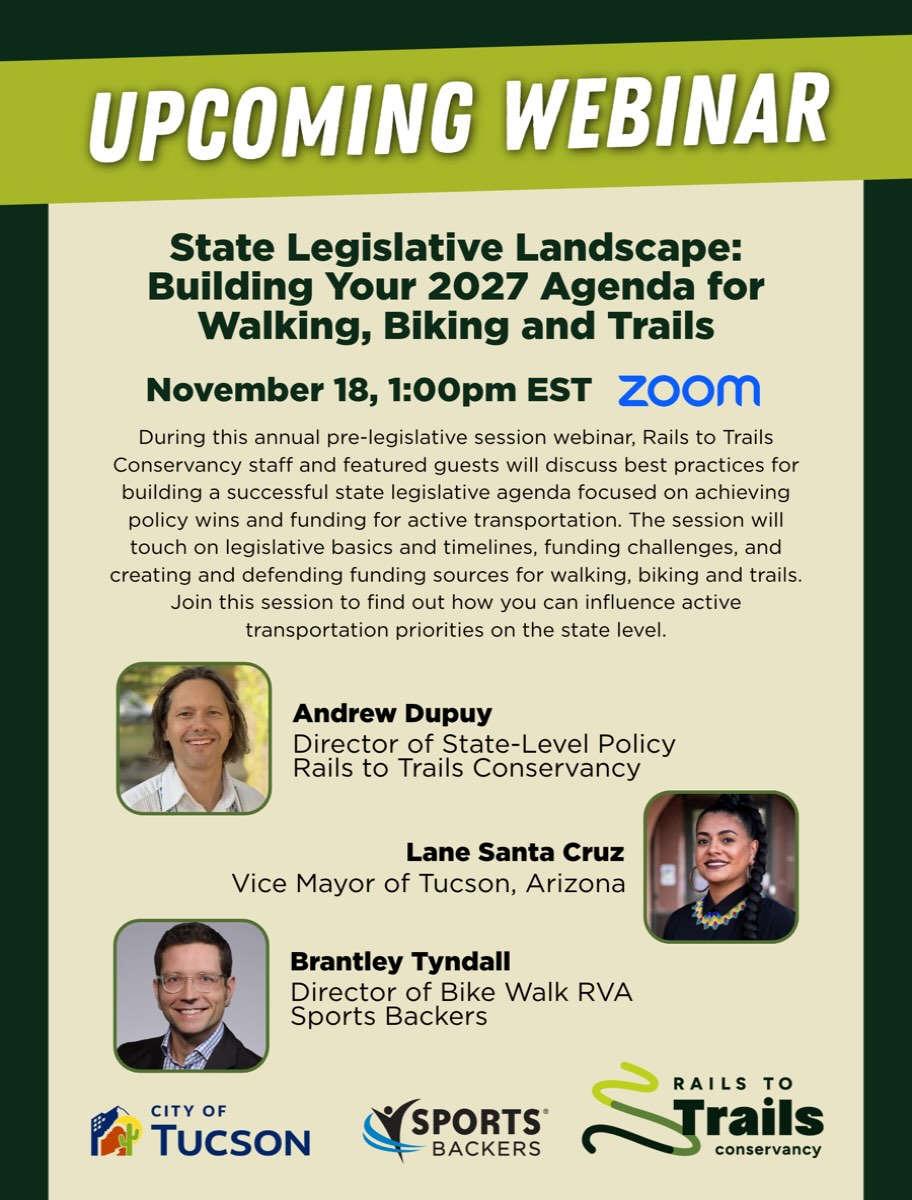 UPCOMING WEBINAR
State Legislative Landscape:
Building Your 2027 Agenda for
Walking, Biking and Trails
November 18, 1:00pm EST zoom
During this annual pre-legislative session webinar, Rails to Trails
Conservancy staff and featured guests will discuss best practices for
building a successful state legislative agenda focused on achieving
policy wins and funding for active transportation. The session will
touch on legislative basics and timelines, funding challenges, and
creating and defending funding sources for walking, biking and trails.
Join this session to find out how you can influence active
transportation priorities on the state level.
Andrew Dupuy
Director of State-Level Policy
Rails to Trails Conservancy
Lane Santa Cruz
Vice Mayor of Tucson, Arizona
Brantley Tyndall
Director of Bike Walk RVA
Sports Backers
CITY OF
TUCSON
SPORTS®
BACKERS
RAILS TO
Trails
conservancy